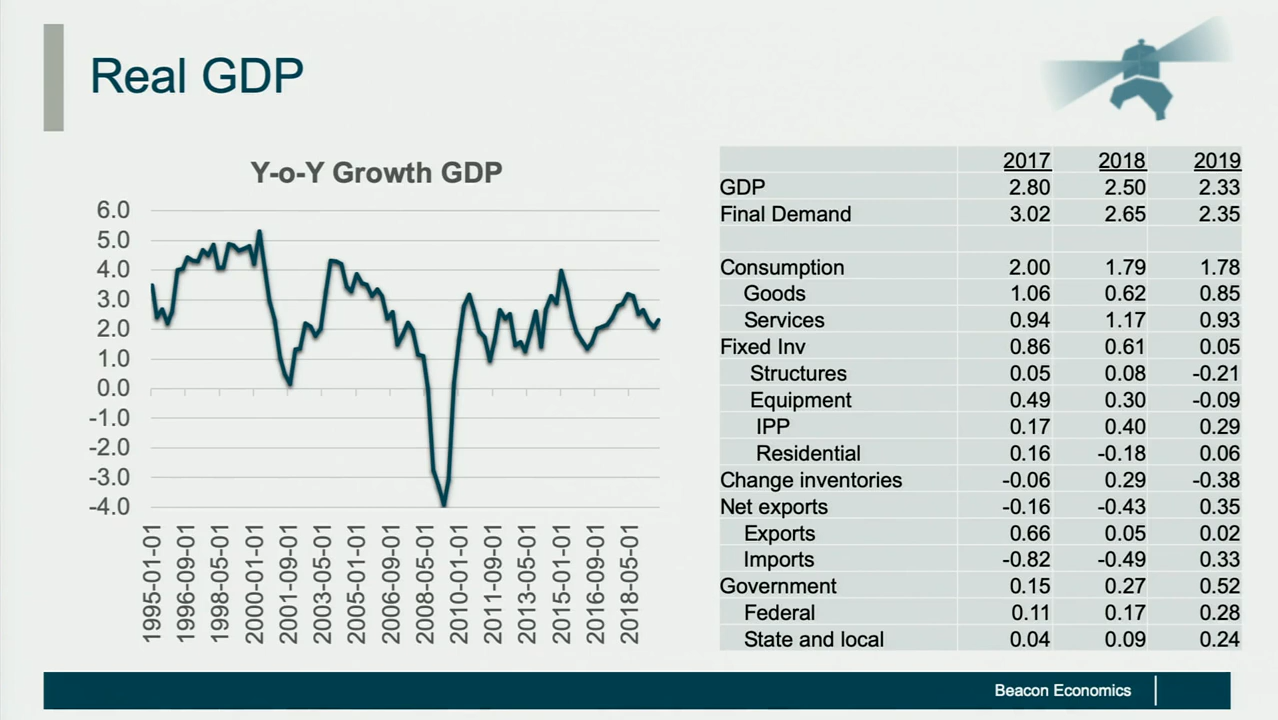 Real GDP
Y-o-Y Growth GDP
6.0
5.0
4.0
3.0
2.0
1.0
0.0
-1.0
-2.0
-3.0
-4.0
1995-01-01
1996-09-01
1998-05-01
2000-01-01
2001-09-01
2003-05-01
2005-01-01
2006-09-01
2008-05-01
2010-01-01
2011-09-01
2013-05-01
2015-01-01
2016-09-01
2018-05-01
2017 2018 2019
GDP 2.80 2.50 2.33
Final Demand 3.02 2.65 2.35
Consumption 2.00 1.79 1.78
Goods 1.06 0.62 0.85
Services 0.94 1.17 0.93
Fixed Inv 0.86 0.61 0.05
Structures 0.05 0.08 -0.21
Equipment 0.49 0.30 -0.09
IPP 0.17 0.40 0.29
Residential 0.16 -0.18 0.06
Change inventories -0.06 0.29 -0.38
Net exports -0.16 -0.43 0.35
Exports 0.66 0.05 0.02
Imports -0.82 -0.49 0.33
Government 0.15 0.27 0.52
Federal 0.11 0.17 0.28
State and local 0.04 0.09 0.24
Beacon Economics